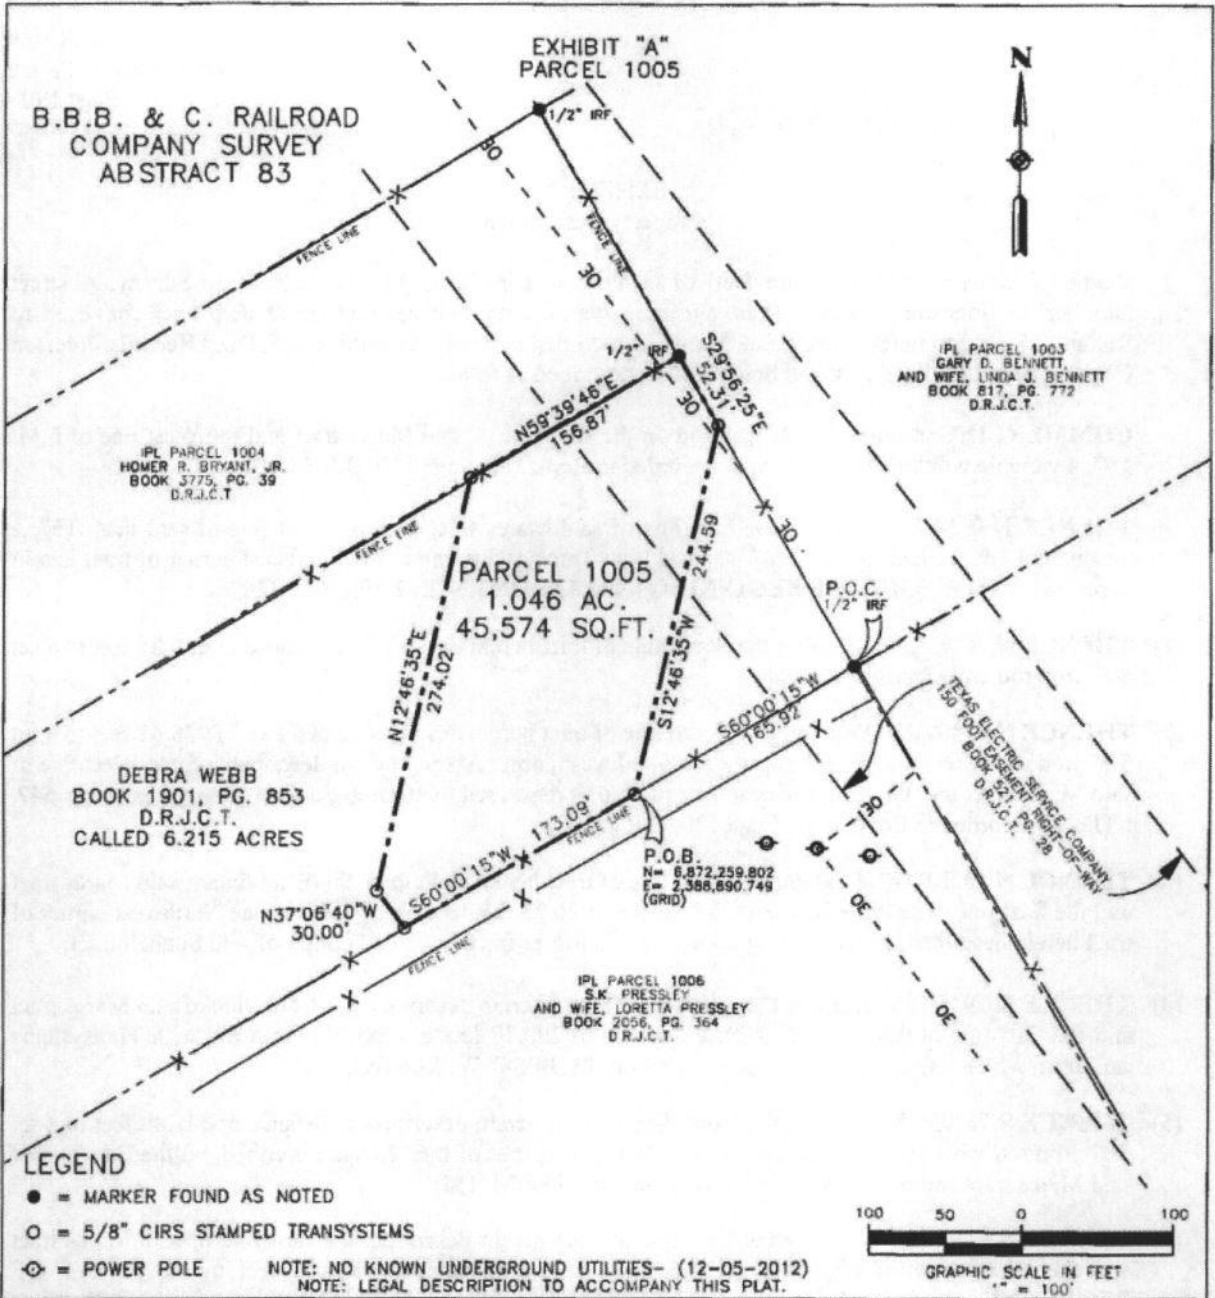 EXHIBIT "A"
PARCEL 1005
B.B.B. & C. RAILROAD
COMPANY SURVEY
ABSTRACT 83
N
1/2" IRF
30
FENCE LINE
FENCE LINE
30
1/2" IRF
S29°56'25"E
52.31'
30
IPL PARCEL 1003
GARY D. BENNETT,
AND WIFE, LINDA J. BENNETT
BOOK 817, PG. 772
D.R.J.C.T.
N59°39'46"E
156.87'
IPL PARCEL 1004
HOMER R. BRYANT, JR.
BOOK 3775, PG. 39
D.R.J.C.T
FENCE LINE
30
PARCEL 1005
1.046 AC.
45,574 SQ.FT.
N12°46'35"E
274.02'
S12°46'35"W
244.59
P.O.C.
1/2" IRF
S60°00'15"W
165.92
TEXAS ELECTRIC SERVICE COMPANY
150 FOOT EASEMENT RIGHT-OF-WAY
BOOK 527, PG. 28
D.R.J.C.T.
DEBRA WEBB
BOOK 1901, PG. 853
D.R.J.C.T.
CALLED 6.215 ACRES
173.09'
FENCE LINE
S60°00'15"W
P.O.B.
N= 6,872,259.802
E= 2,388,890.749
(GRID)
130
OE
OE
N37°06'40"W
30.00'
FENCE LINE
IPL PARCEL 1006
S.K. PRESSLEY
AND WIFE, LORETTA PRESSLEY
BOOK 2056, PG. 364
D.R.J.C.T.
LEGEND
= MARKER FOUND AS NOTED
= 5/8" CIRS STAMPED TRANSYSTEMS
= POWER POLE
NOTE: NO KNOWN UNDERGROUND UTILITIES- (12-05-2012)
NOTE: LEGAL DESCRIPTION TO ACCOMPANY THIS PLAT.
100 50 0 100
GRAPHIC SCALE IN FEET
" = 100'